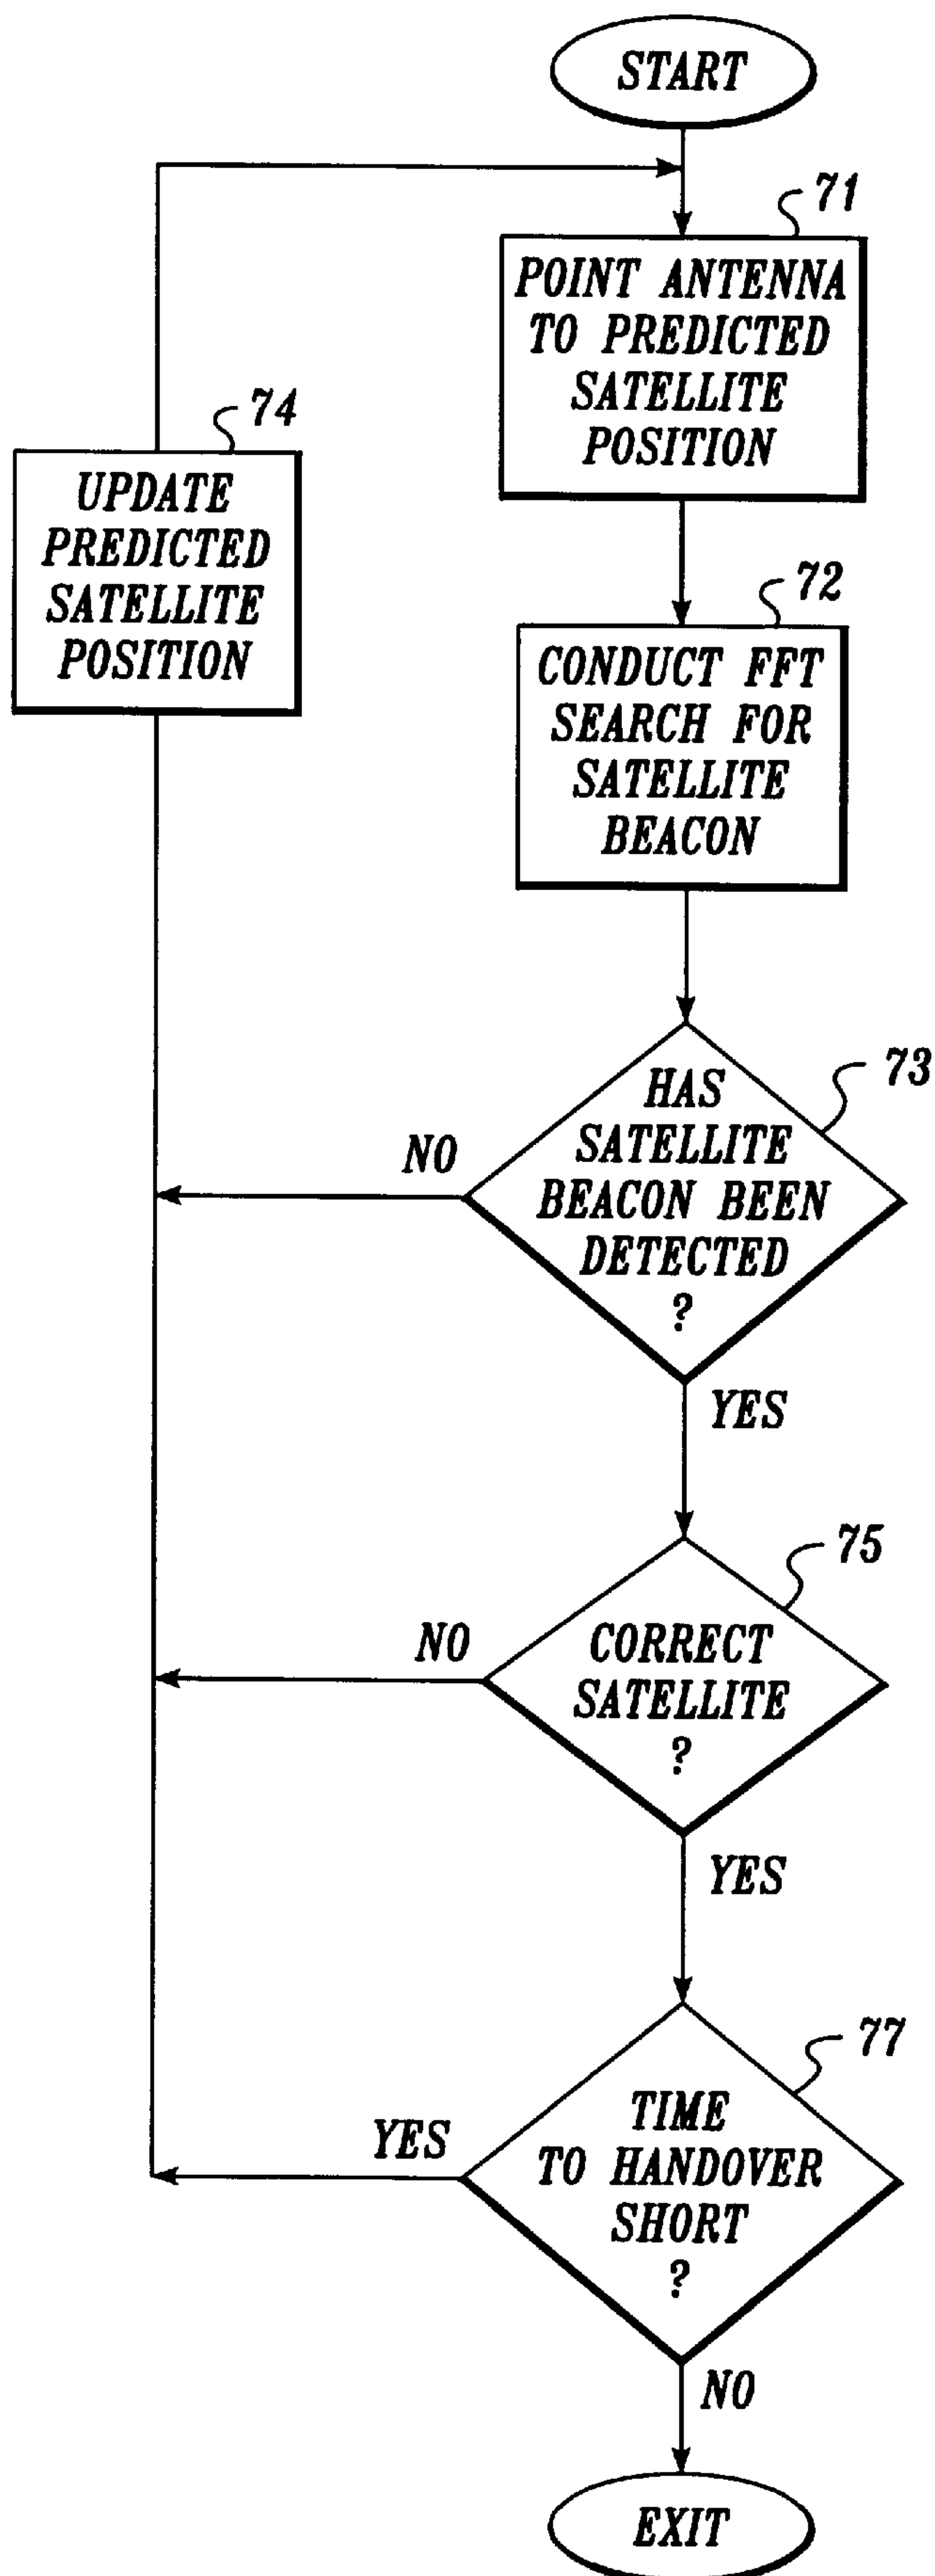 START
71
POINT ANTENNA
TO PREDICTED
SATELLITE
POSITION
74
UPDATE
PREDICTED
SATELLITE
POSITION
72
CONDUCT FFT
SEARCH FOR
SATELLITE
BEACON
73
HAS
SATELLITE
BEACON BEEN
DETECTED
?
NO
YES
75
CORRECT
SATELLITE
?
NO
YES
77
TIME
TO HANDOVER
SHORT
?
YES
NO
EXIT